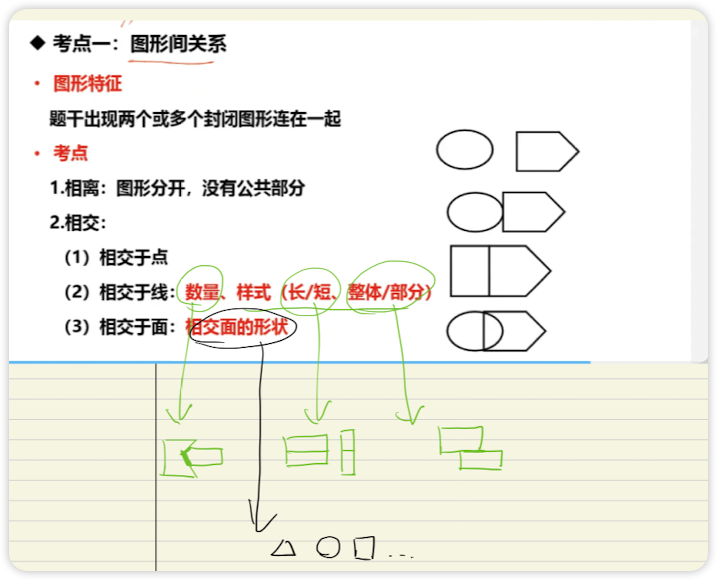 ◆ 考点一：图形间关系
• 图形特征
题干出现两个或多个封闭图形连在一起
• 考点
1.相离：图形分开，没有公共部分
2.相交：
（1）相交于点
（2）相交于线：数量、样式（长/短、整体/部分）
（3）相交于面：相交面的形状
...